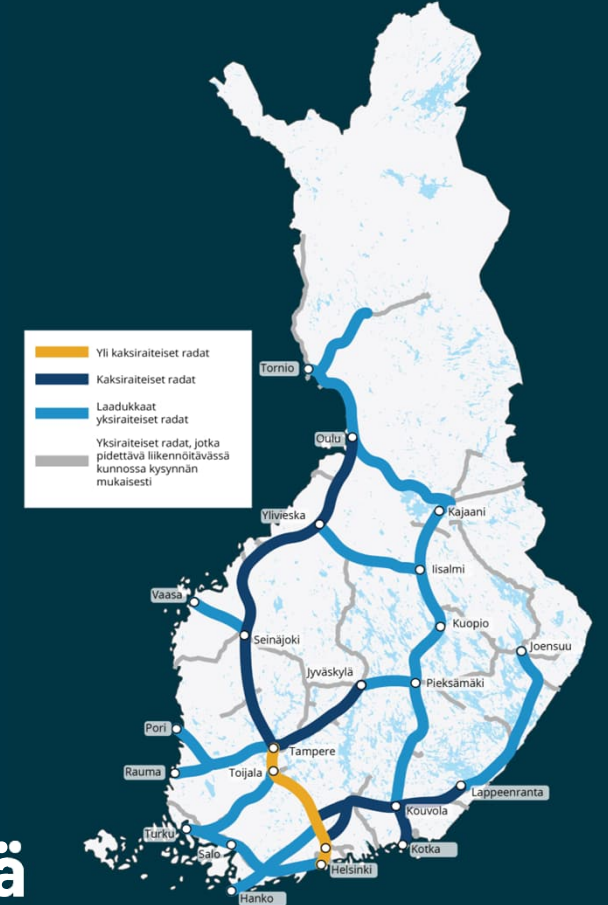 Yli kaksiraiteiset radat
Kaksiraiteiset radat
Laadukkaat
yksiraiteiset radat
Yksiraiteiset radat, jotka
pidettävä liikennöitävässä
kunnossa kysynnän
mukaisesti
Tornio
Oulu
Ylivieska
Kajaani
Iisalmi
Vaasa
Seinäjoki
Kuopio
Joensuu
Jyväskylä
Pieksämäki
Pori
Tampere
Rauma
Toijala
Lappeenranta
Kouvola
Turku
Salo
Kotka
Helsinki
Hanko
ä